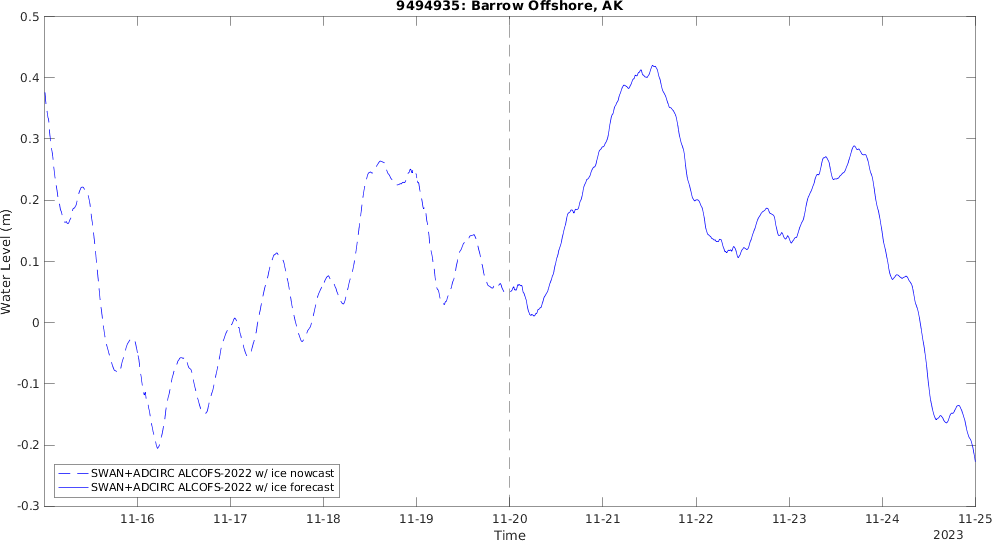 9494935: Barrow Offshore, AK
0.5
0.4
0.3
0.2
0.1
0
-0.1
-0.2
-0.3
Water Level (m)
SWAN+ADCIRC ALCOFS-2022 w/ ice nowcast
SWAN+ADCIRC ALCOFS-2022 w/ ice forecast
11-16 11-17 11-18 11-19 11-20 11-21 11-22 11-23 11-24 11-25
Time
2023